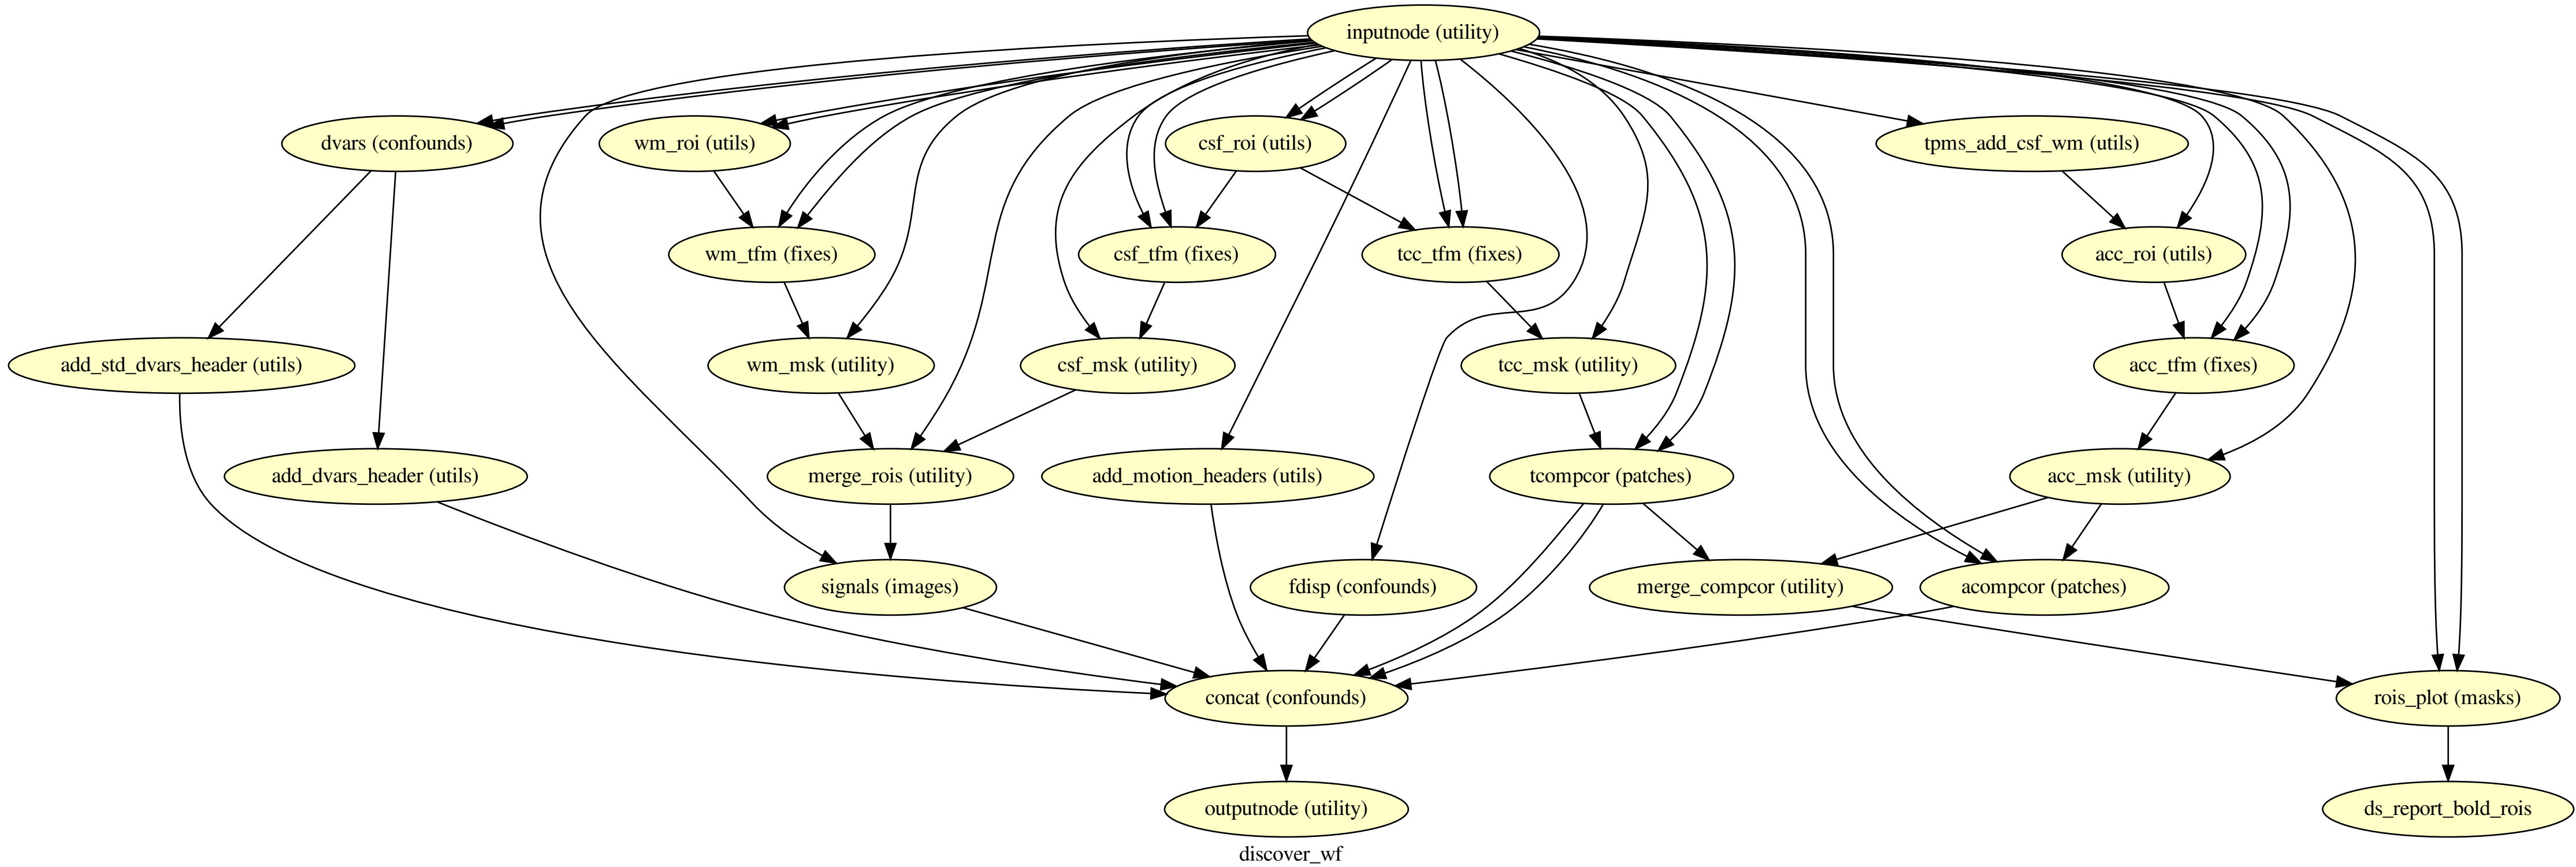 inputnode (utility)
dvars (confounds)
wm_roi (utils)
csf_roi (utils)
tpms_add_csf_wm (utils)
wm_tfm (fixes)
csf_tfm (fixes)
tcc_tfm (fixes)
acc_roi (utils)
add_std_dvars_header (utils)
wm_msk (utility)
csf_msk (utility)
tcc_msk (utility)
acc_tfm (fixes)
add_dvars_header (utils)
merge_rois (utility)
add_motion_headers (utils)
tcompcor (patches)
acc_msk (utility)
signals (images)
fdisp (confounds)
merge_compcor (utility)
acompcor (patches)
concat (confounds)
rois_plot (masks)
outputnode (utility)
ds_report_bold_rois
discover_wf